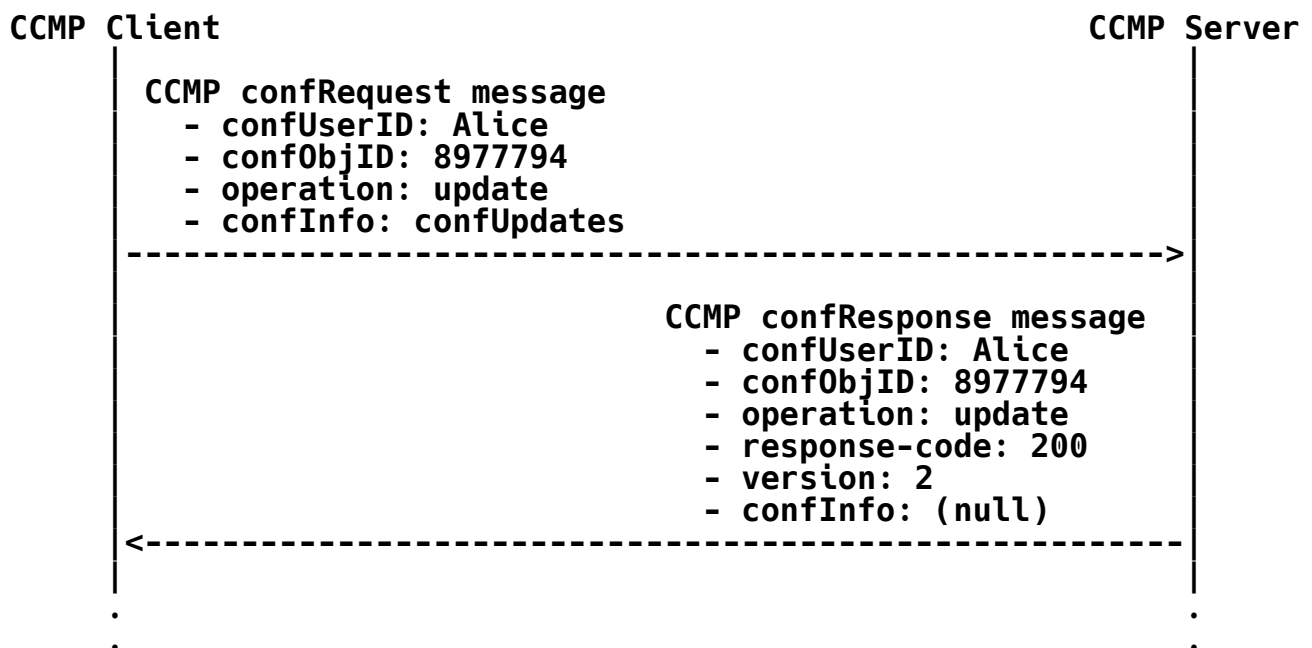 CCMP Client CCMP Server
CCMP confRequest message
- confUserID: Alice
- confObjID: 8977794
- operation: update
- confInfo: confUpdates
CCMP confResponse message
- confUserID: Alice
- confObjID: 8977794
- operation: update
- response-code: 200
- version: 2
- confInfo: (null)